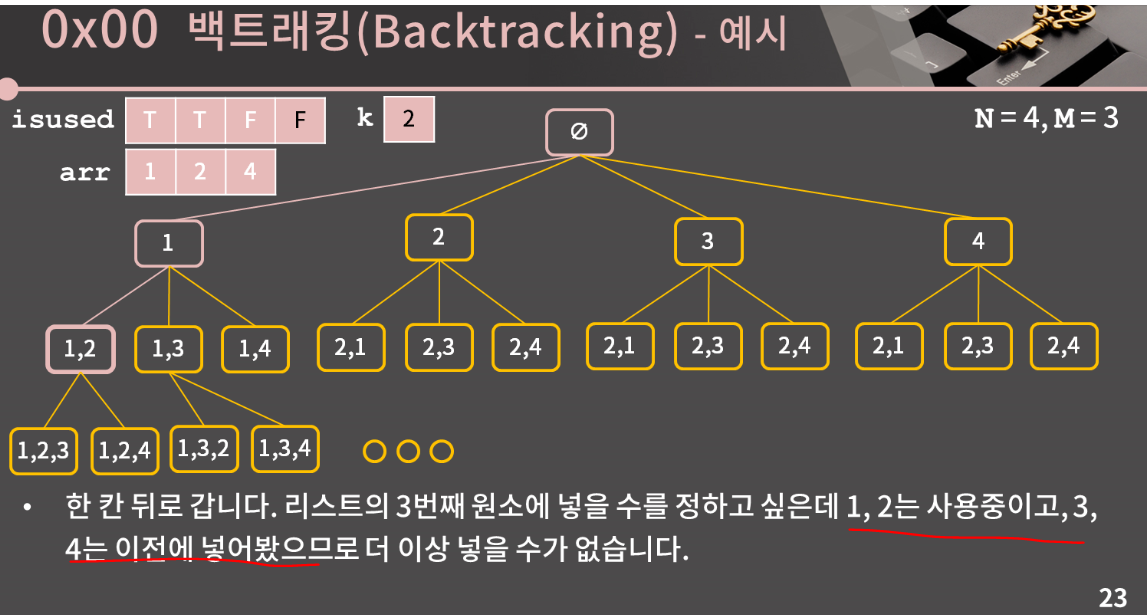 0x00 백트래킹(Backtracking) - 예시
Enter
isused T T F F k 2
N = 4, M = 3
arr 1 2 4
∅
1 2 3 4
1,2 1,3 1,4 2,1 2,3 2,4 2,1 2,3 2,4 2,1 2,3 2,4
1,2,3 1,2,4 1,3,2 1,3,4
• 한 칸 뒤로 갑니다. 리스트의 3번째 원소에 넣을 수를 정하고 싶은데 1, 2는 사용중이고, 3,
4는 이전에 넣어봤으므로 더 이상 넣을 수가 없습니다.
23